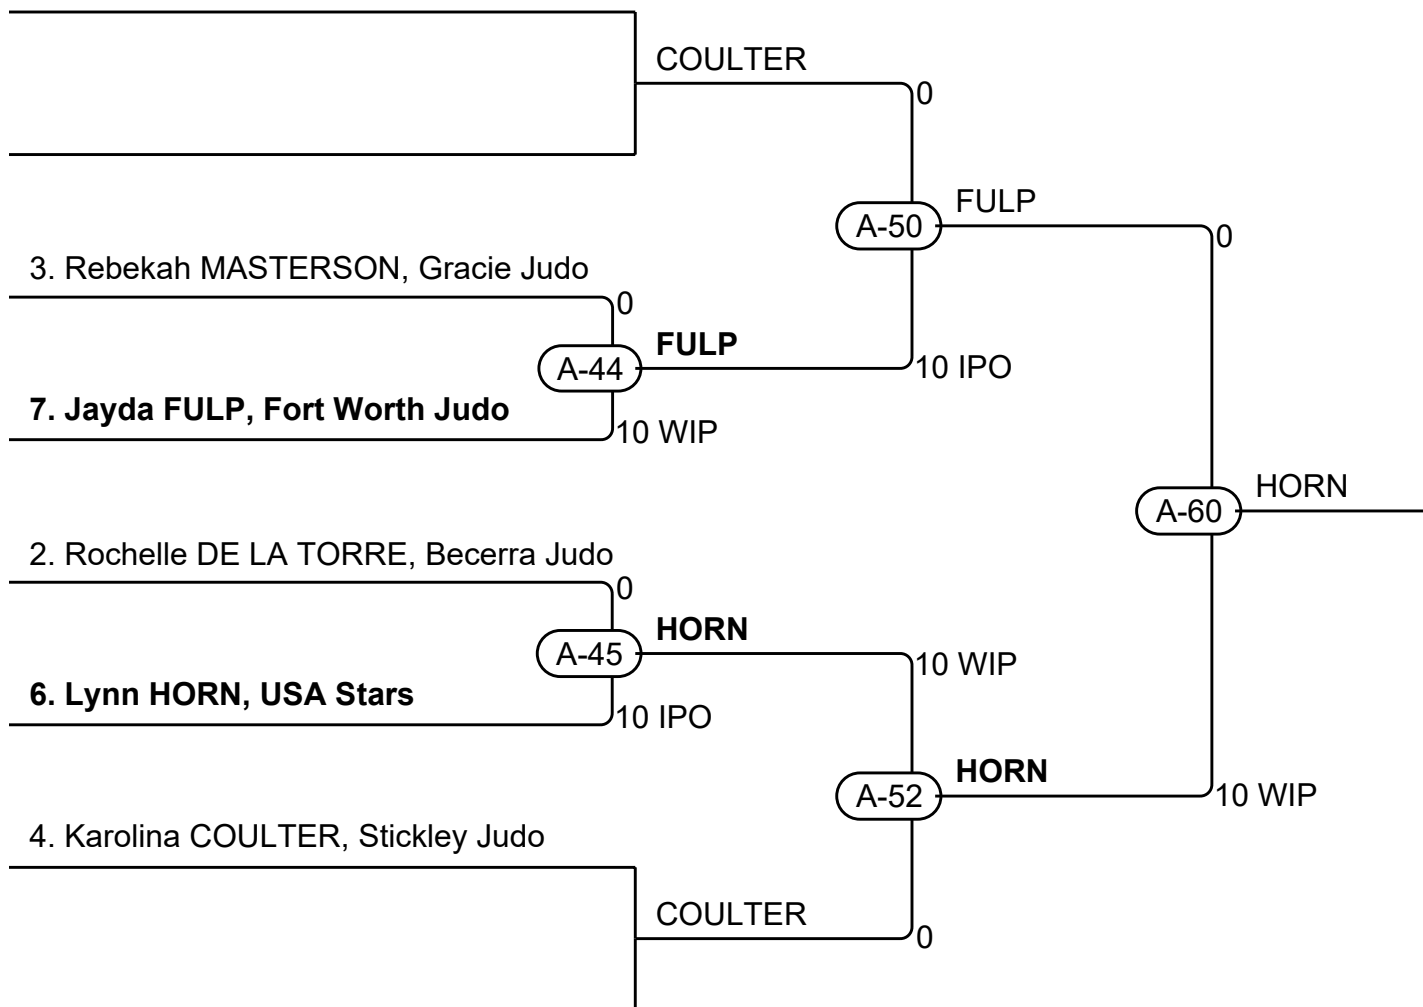 COULTER
0
FULP
A-50
0
3. Rebekah MASTERSON, Gracie Judo
0
FULP
A-44
10 IPO
7. Jayda FULP, Fort Worth Judo
10 WIP
HORN
A-60
2. Rochelle DE LA TORRE, Becerra Judo
0
HORN
A-45
10 WIP
6. Lynn HORN, USA Stars
10 IPO
HORN
A-52
10 WIP
4. Karolina COULTER, Stickley Judo
COULTER
0